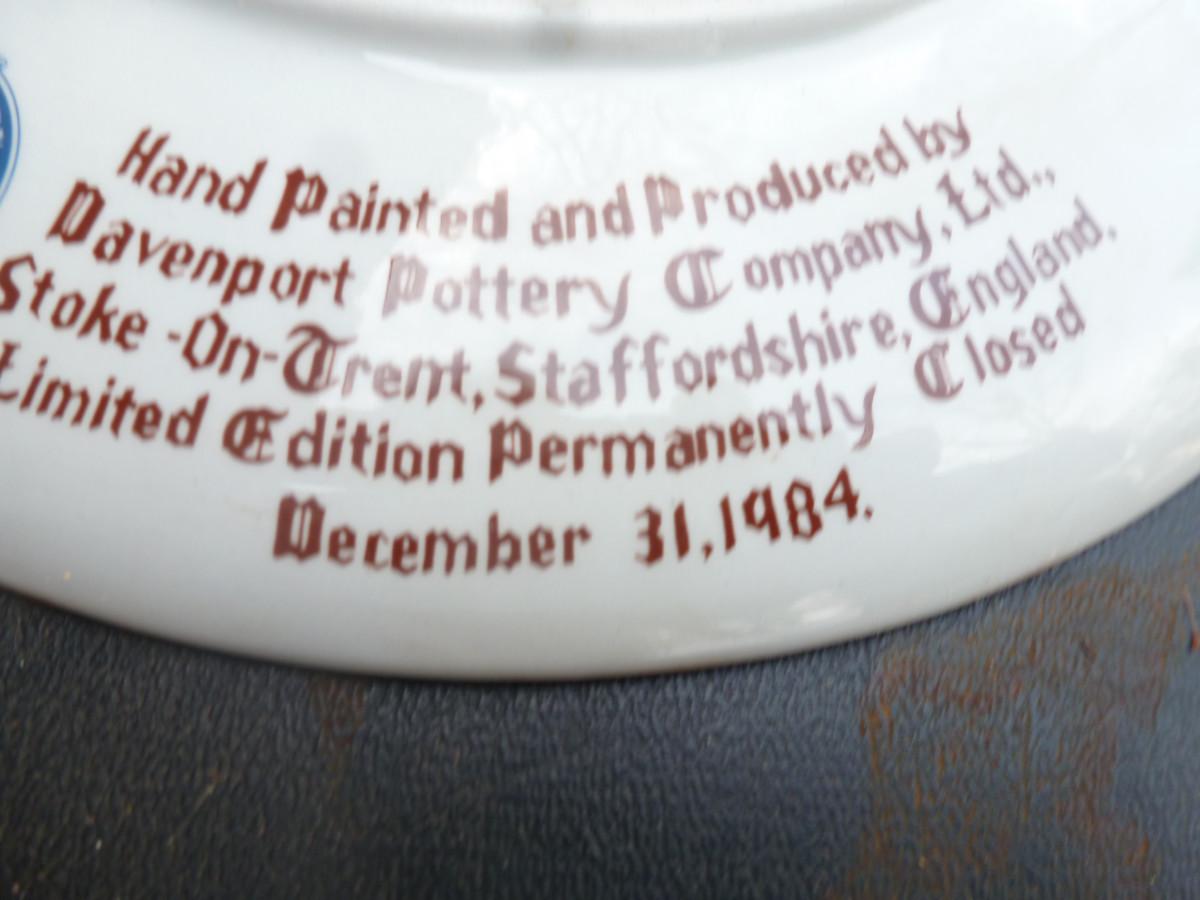 Hand Painted and Produced by
Davenport Pottery Company, Ltd.,
Stoke-On-Trent, Staffordshire, England.
Limited Edition Permanently Closed
December 31, 1984.